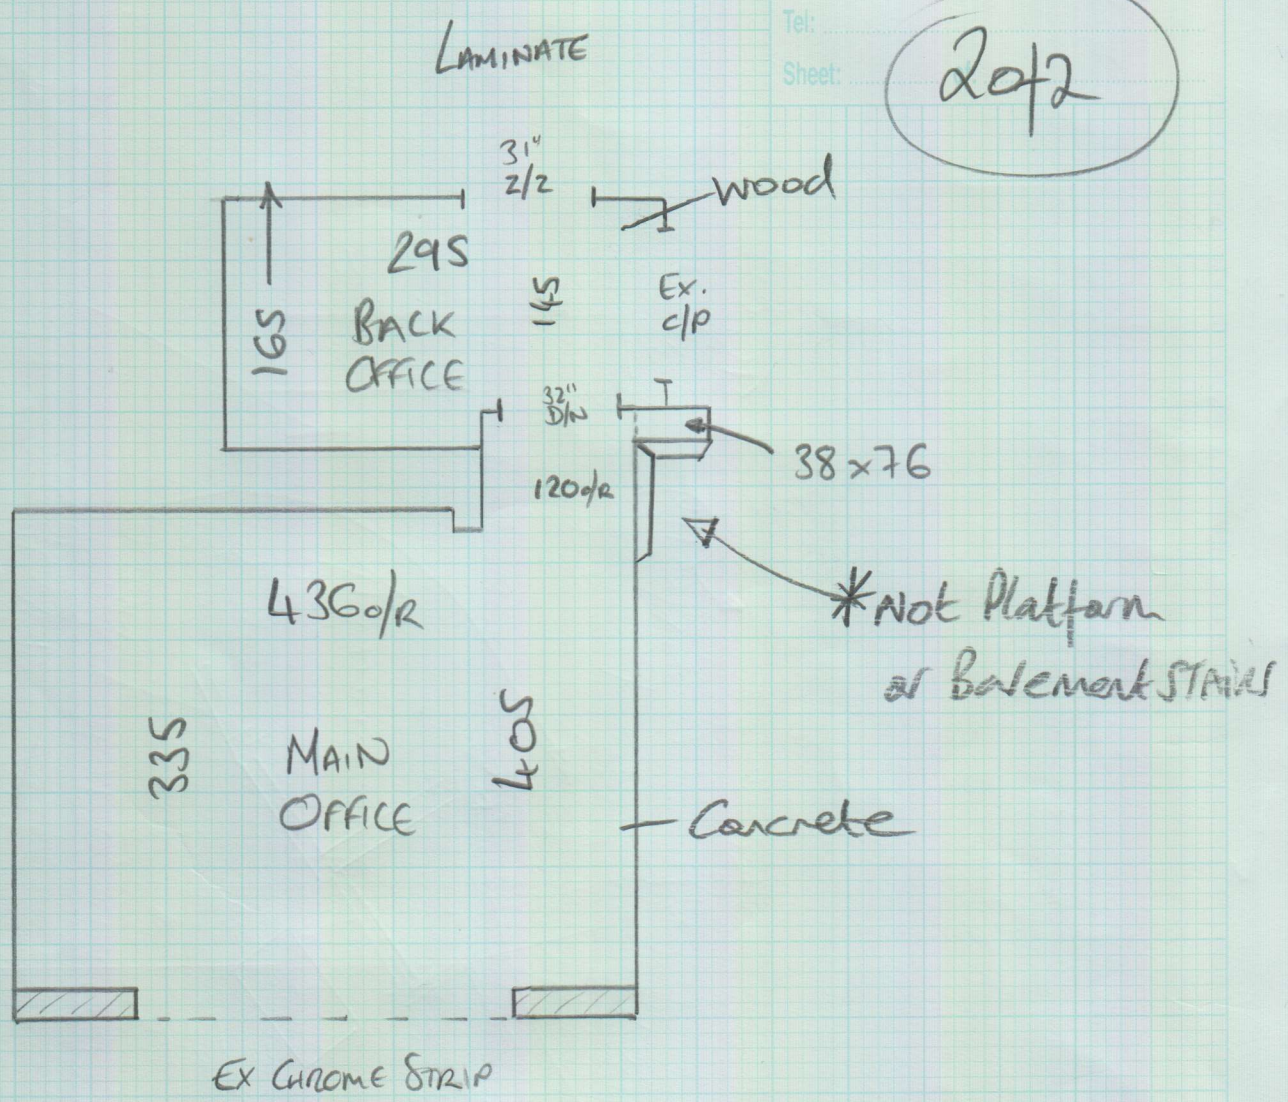 Tel:
Sheet:
2of2
LAMINATE
31"
2/2
wood
295
165
BACK
OFFICE
145
Ex.
c/p
32"
D/N
38x76
120o/R
436o/R
*Not Platform
or Basement STAIRS
335
MAIN
OFFICE
405
Concrete
EX CHROME STRIP